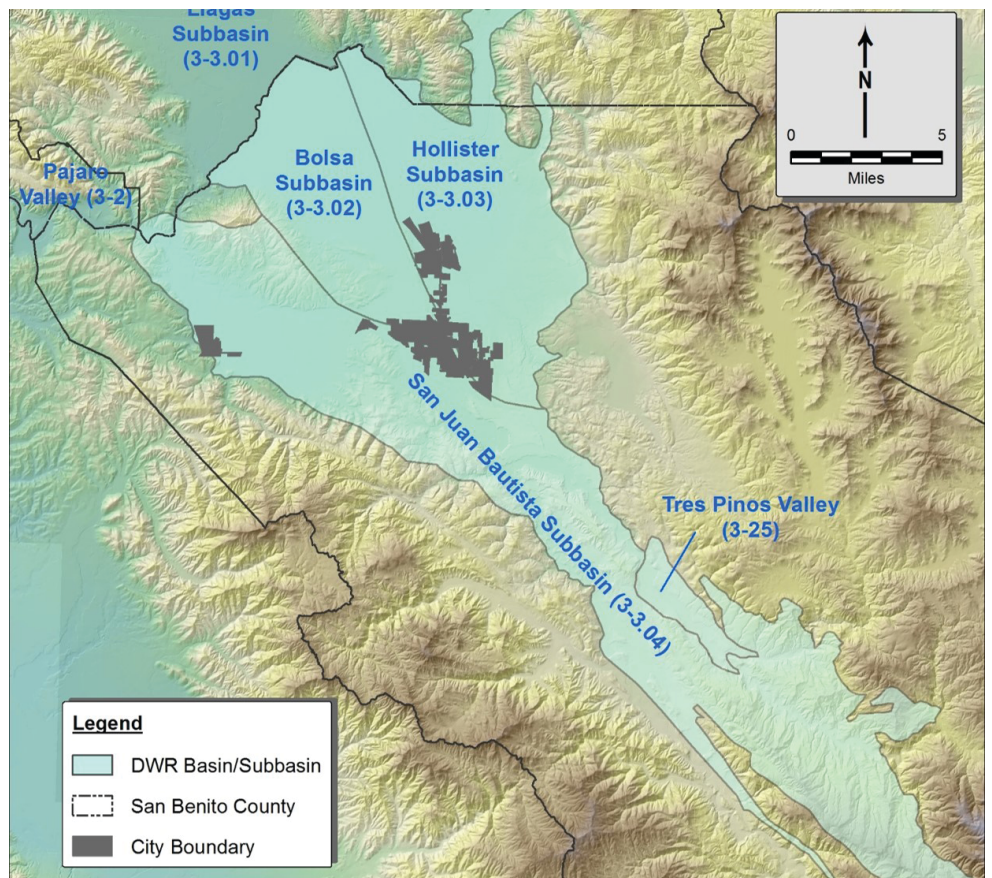 Llagas
Subbasin
(3-3.01)
N
0 5
Miles
Pajaro
Valley (3-2)
Bolsa
Subbasin
(3-3.02)
Hollister
Subbasin
(3-3.03)
San Juan Bautista Subbasin (3-3.04)
Tres Pinos Valley
(3-25)
Legend
DWR Basin/Subbasin
San Benito County
City Boundary